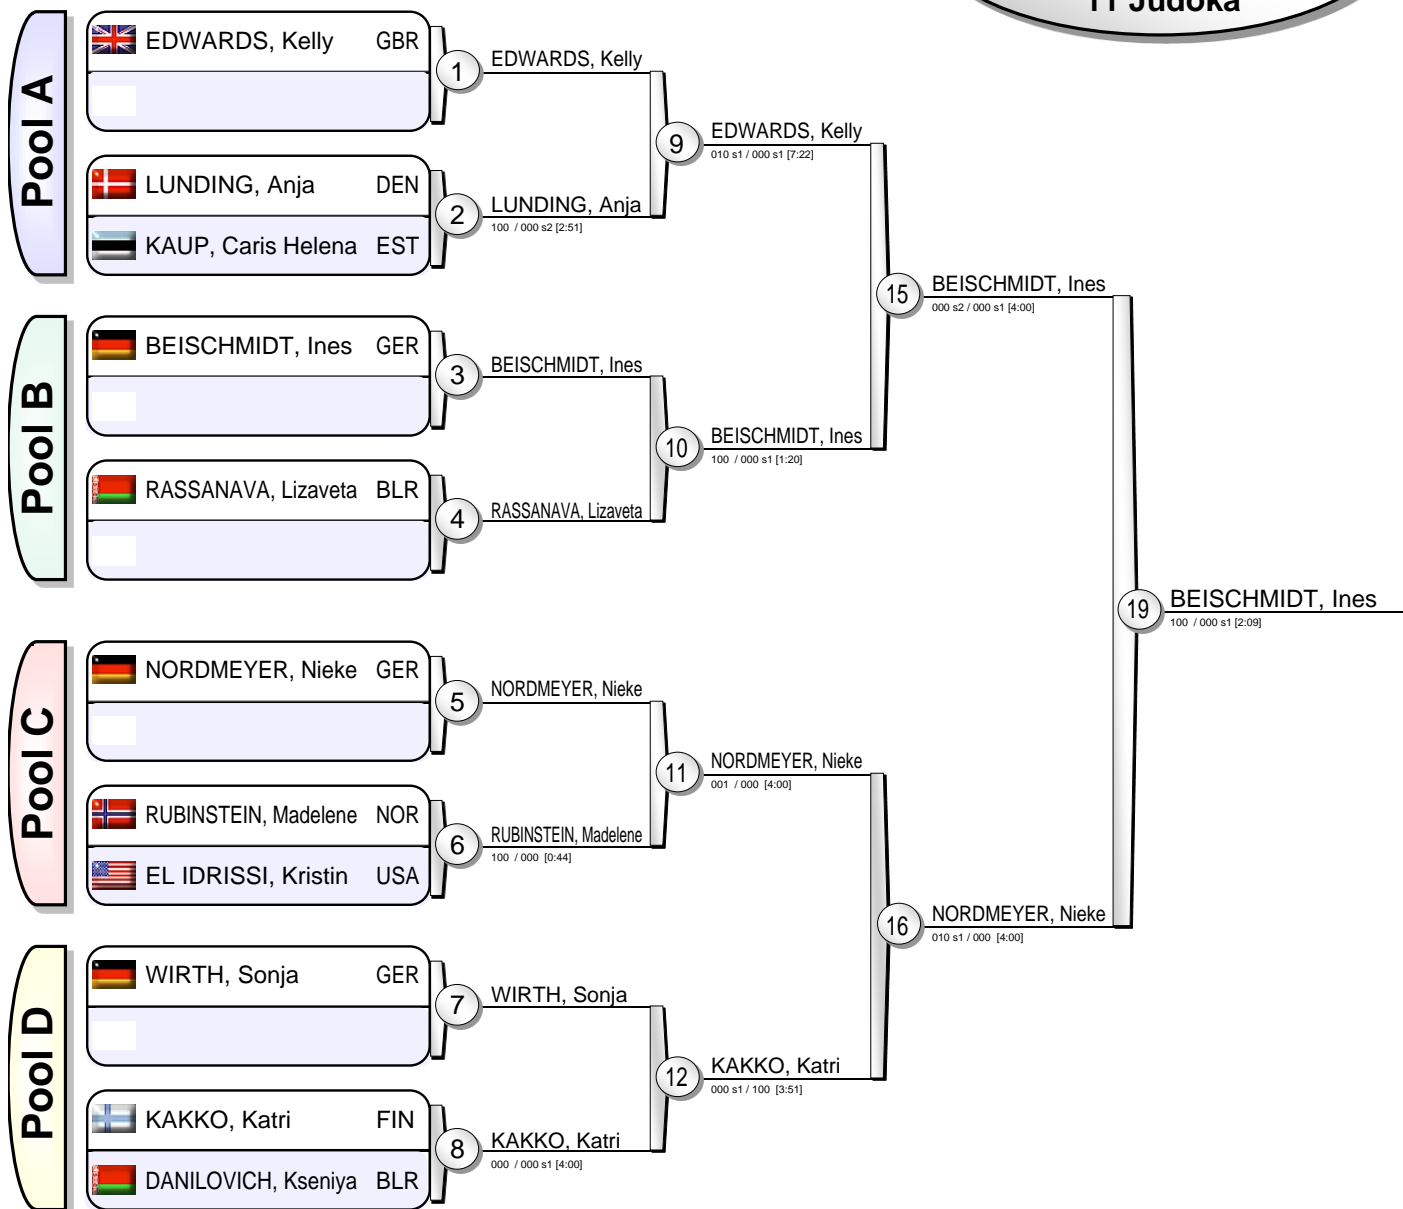 11 Judoka
Pool A
EDWARDS, Kelly GBR
1
EDWARDS, Kelly
LUNDING, Anja DEN
KAUP, Caris Helena EST
2
LUNDING, Anja
100 / 000 s2 [2:51]
9
EDWARDS, Kelly
010 s1 / 000 s1 [7:22]
Pool B
BEISCHMIDT, Ines GER
3
BEISCHMIDT, Ines
RASSANAVA, Lizaveta BLR
4
RASSANAVA, Lizaveta
10
BEISCHMIDT, Ines
100 / 000 s1 [1:20]
15
BEISCHMIDT, Ines
000 s2 / 000 s1 [4:00]
Pool C
NORDMEYER, Nieke GER
5
NORDMEYER, Nieke
RUBINSTEIN, Madelene NOR
EL IDRISSI, Kristin USA
6
RUBINSTEIN, Madelene
100 / 000 [0:44]
11
NORDMEYER, Nieke
001 / 000 [4:00]
Pool D
WIRTH, Sonja GER
7
WIRTH, Sonja
KAKKO, Katri FIN
DANILOVICH, Kseniya BLR
8
KAKKO, Katri
000 / 000 s1 [4:00]
12
KAKKO, Katri
000 s1 / 100 [3:51]
16
NORDMEYER, Nieke
010 s1 / 000 [4:00]
19
BEISCHMIDT, Ines
100 / 000 s1 [2:09]